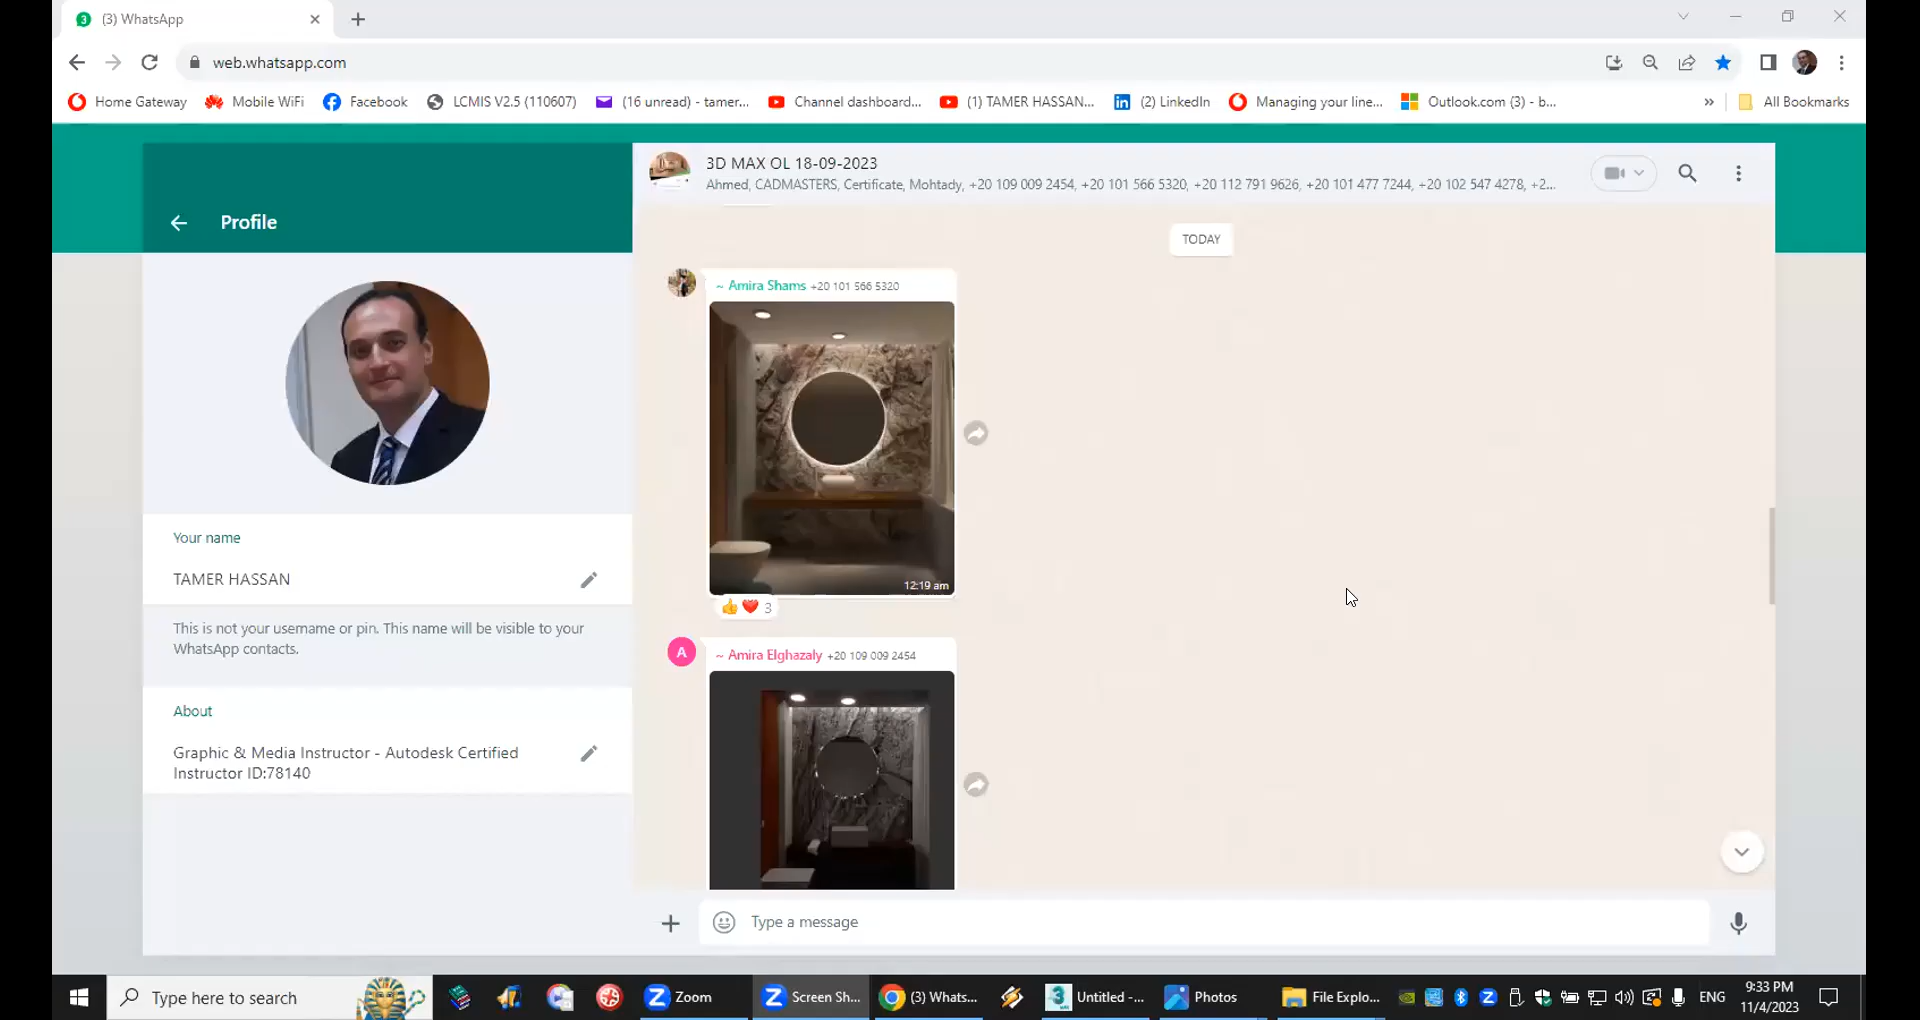 3
(3) WhatsApp
web.whatsapp.com
Home Gateway
Mobile WiFi
Facebook
LCMIS V2.5 (110607)
(16 unread) - tamer...
Channel dashboard...
(1) TAMER HASSAN...
(2) LinkedIn
Managing your line...
Outlook.com (3) - b...
»
All Bookmarks
Profile
Your name
TAMER HASSAN
This is not your username or pin. This name will be visible to your
WhatsApp contacts.
About
Graphic & Media Instructor - Autodesk Certified
Instructor ID:78140
3D MAX OL 18-09-2023
Ahmed, CADMASTERS, Certificate, Mohtady, +20 109 009 2454, +20 101 566 5320, +20 112 791 9626, +20 101 477 7244, +20 102 547 4278, +2...
TODAY
~ Amira Shams +20 101 566 5320
12:19 am
3
A
~ Amira Elghazaly +20 109 009 2454
Type a message
Type here to search
Zoom
Screen Sh...
(3) Whats...
Untitled -...
Photos
File Explo...
ENG
9:33 PM
11/4/2023